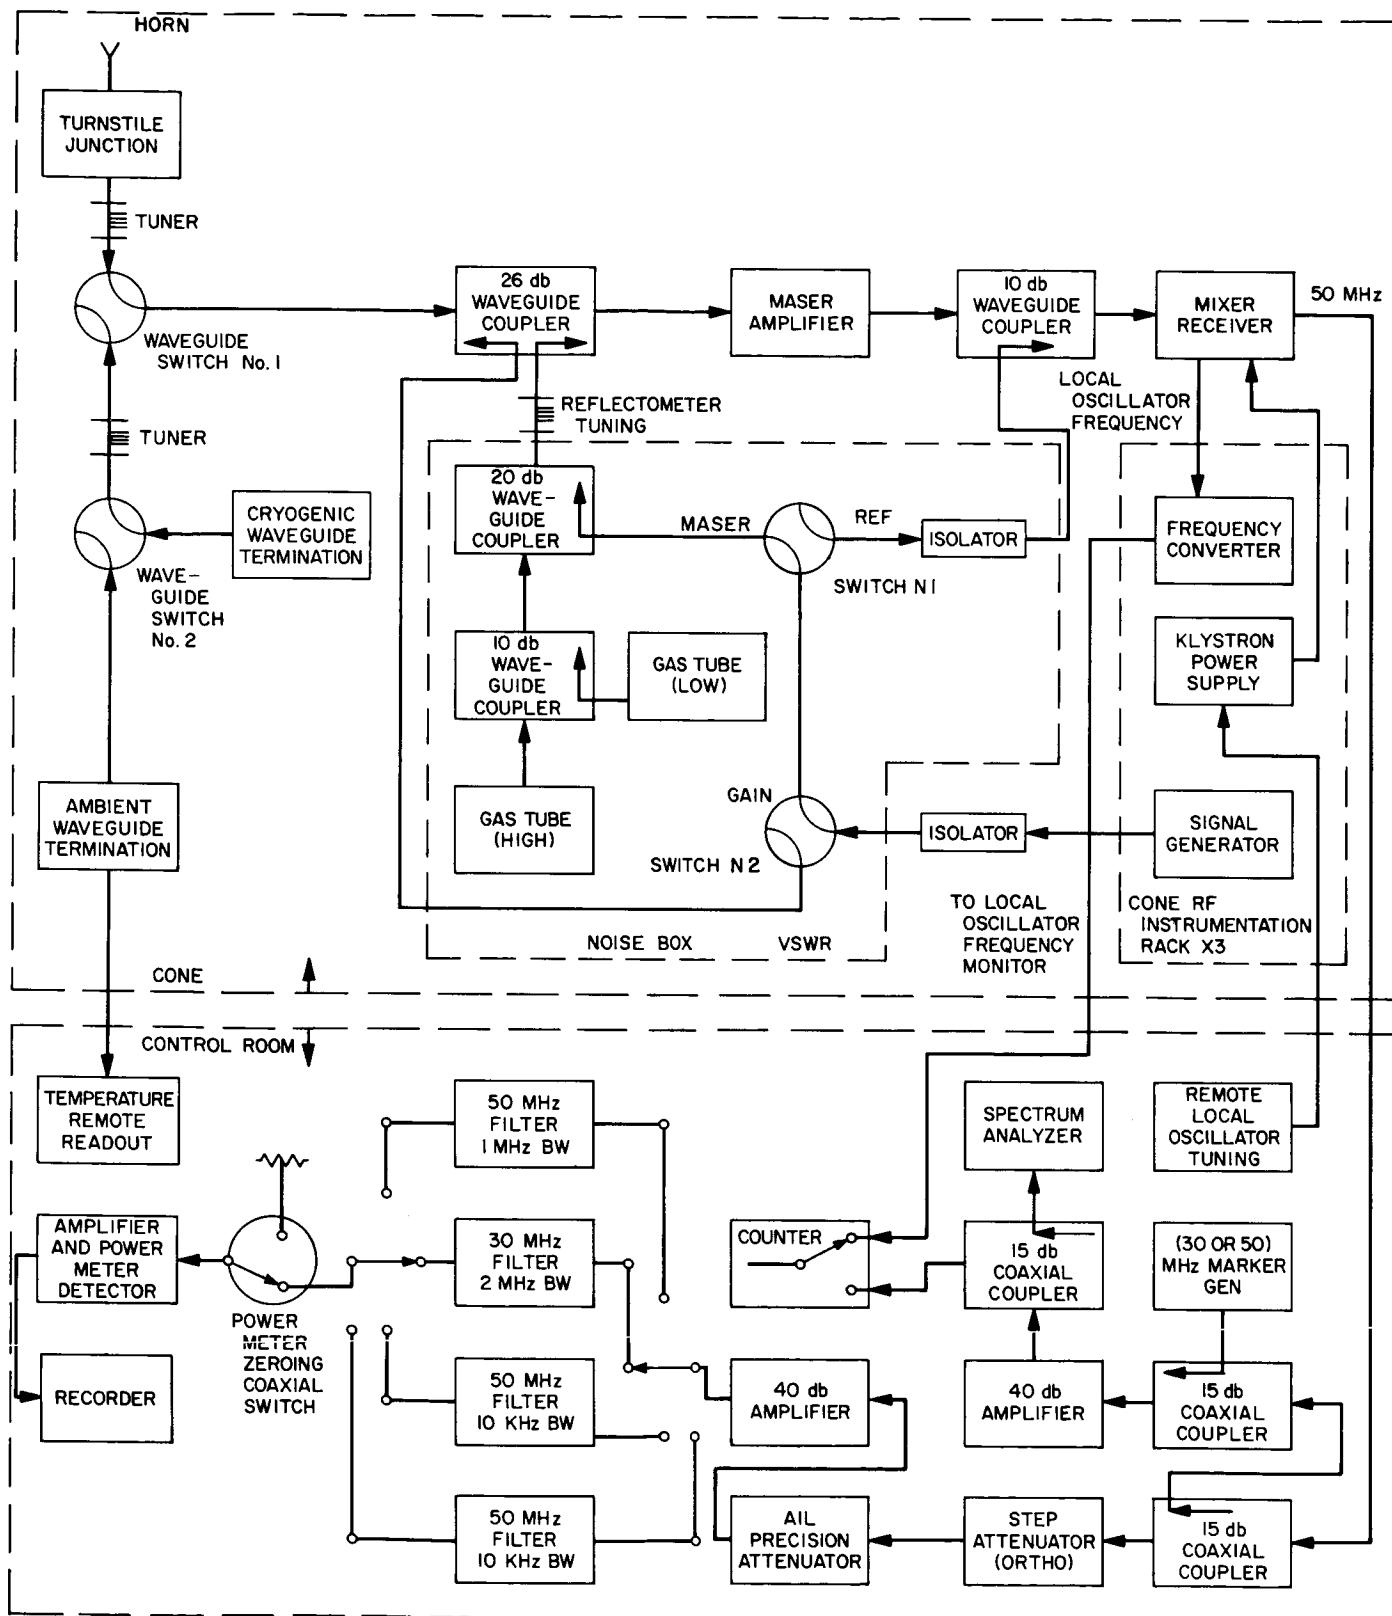 HORN
TURNSTILE
JUNCTION
TUNER
WAVEGUIDE
SWITCH No. 1
26 db
WAVEGUIDE
COUPLER
MASER
AMPLIFIER
10 db
WAVEGUIDE
COUPLER
MIXER
RECEIVER
50 MHz
LOCAL
OSCILLATOR
FREQUENCY
REFLECTOMETER
TUNING
TUNER
CRYOGENIC
WAVEGUIDE
TERMINATION
WAVE-
GUIDE
SWITCH
No. 2
20 db
WAVE-
GUIDE
COUPLER
MASER
REF
ISOLATOR
SWITCH N1
FREQUENCY
CONVERTER
10 db
WAVE-
GUIDE
COUPLER
GAS TUBE
(LOW)
KLYSTRON
POWER
SUPPLY
AMBIENT
WAVEGUIDE
TERMINATION
GAS TUBE
(HIGH)
GAIN
SWITCH N2
ISOLATOR
SIGNAL
GENERATOR
NOISE BOX
VSWR
TO LOCAL
OSCILLATOR
FREQUENCY
MONITOR
CONE RF
INSTRUMENTATION
RACK X3
CONE
CONTROL ROOM
TEMPERATURE
REMOTE
READOUT
50 MHz
FILTER
1 MHz BW
SPECTRUM
ANALYZER
REMOTE
LOCAL
OSCILLATOR
TUNING
AMPLIFIER
AND POWER
METER
DETECTOR
30 MHz
FILTER
2 MHz BW
COUNTER
15 db
COAXIAL
COUPLER
(30 OR 50)
MHz MARKER
GEN
POWER
METER
ZEROING
COAXIAL
SWITCH
RECORDER
50 MHz
FILTER
10 KHz BW
40 db
AMPLIFIER
40 db
AMPLIFIER
15 db
COAXIAL
COUPLER
50 MHz
FILTER
10 KHz BW
AIL
PRECISION
ATTENUATOR
STEP
ATTENUATOR
(ORTHO)
15 db
COAXIAL
COUPLER